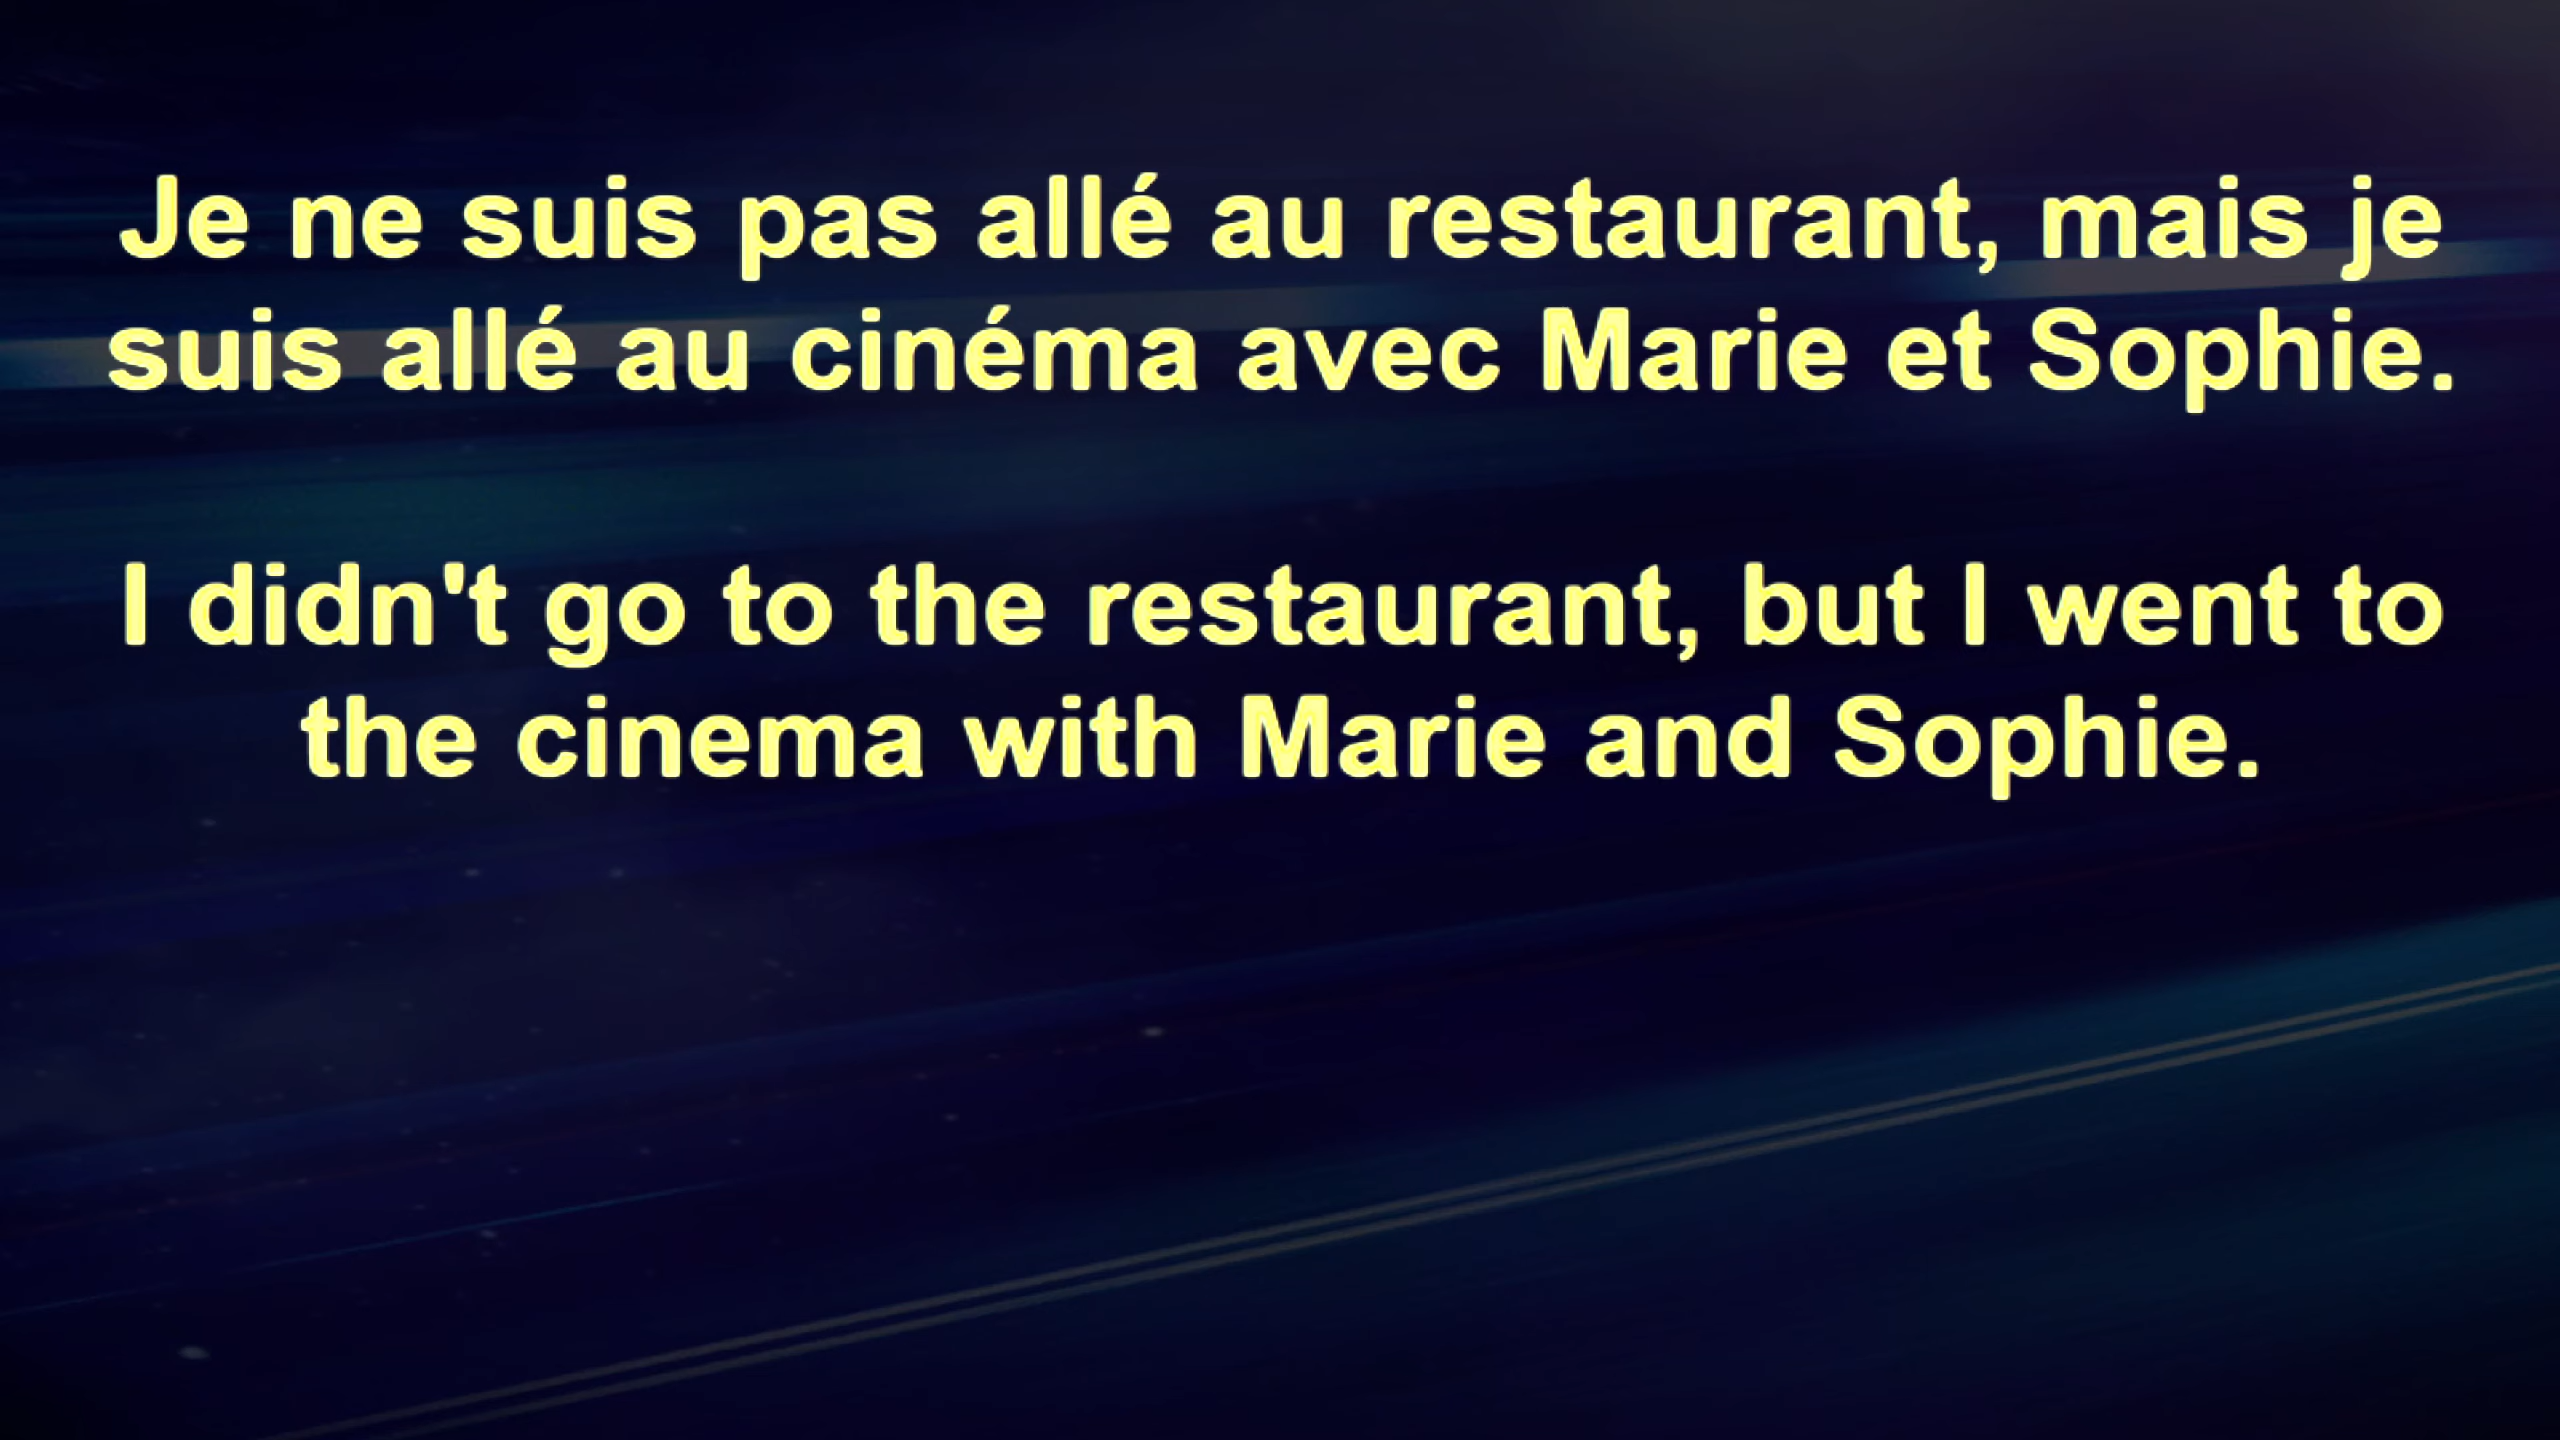 Je ne suis pas allé au restaurant, mais je
suis allé au cinéma avec Marie et Sophie.
I didn't go to the restaurant, but I went to
the cinema with Marie and Sophie.